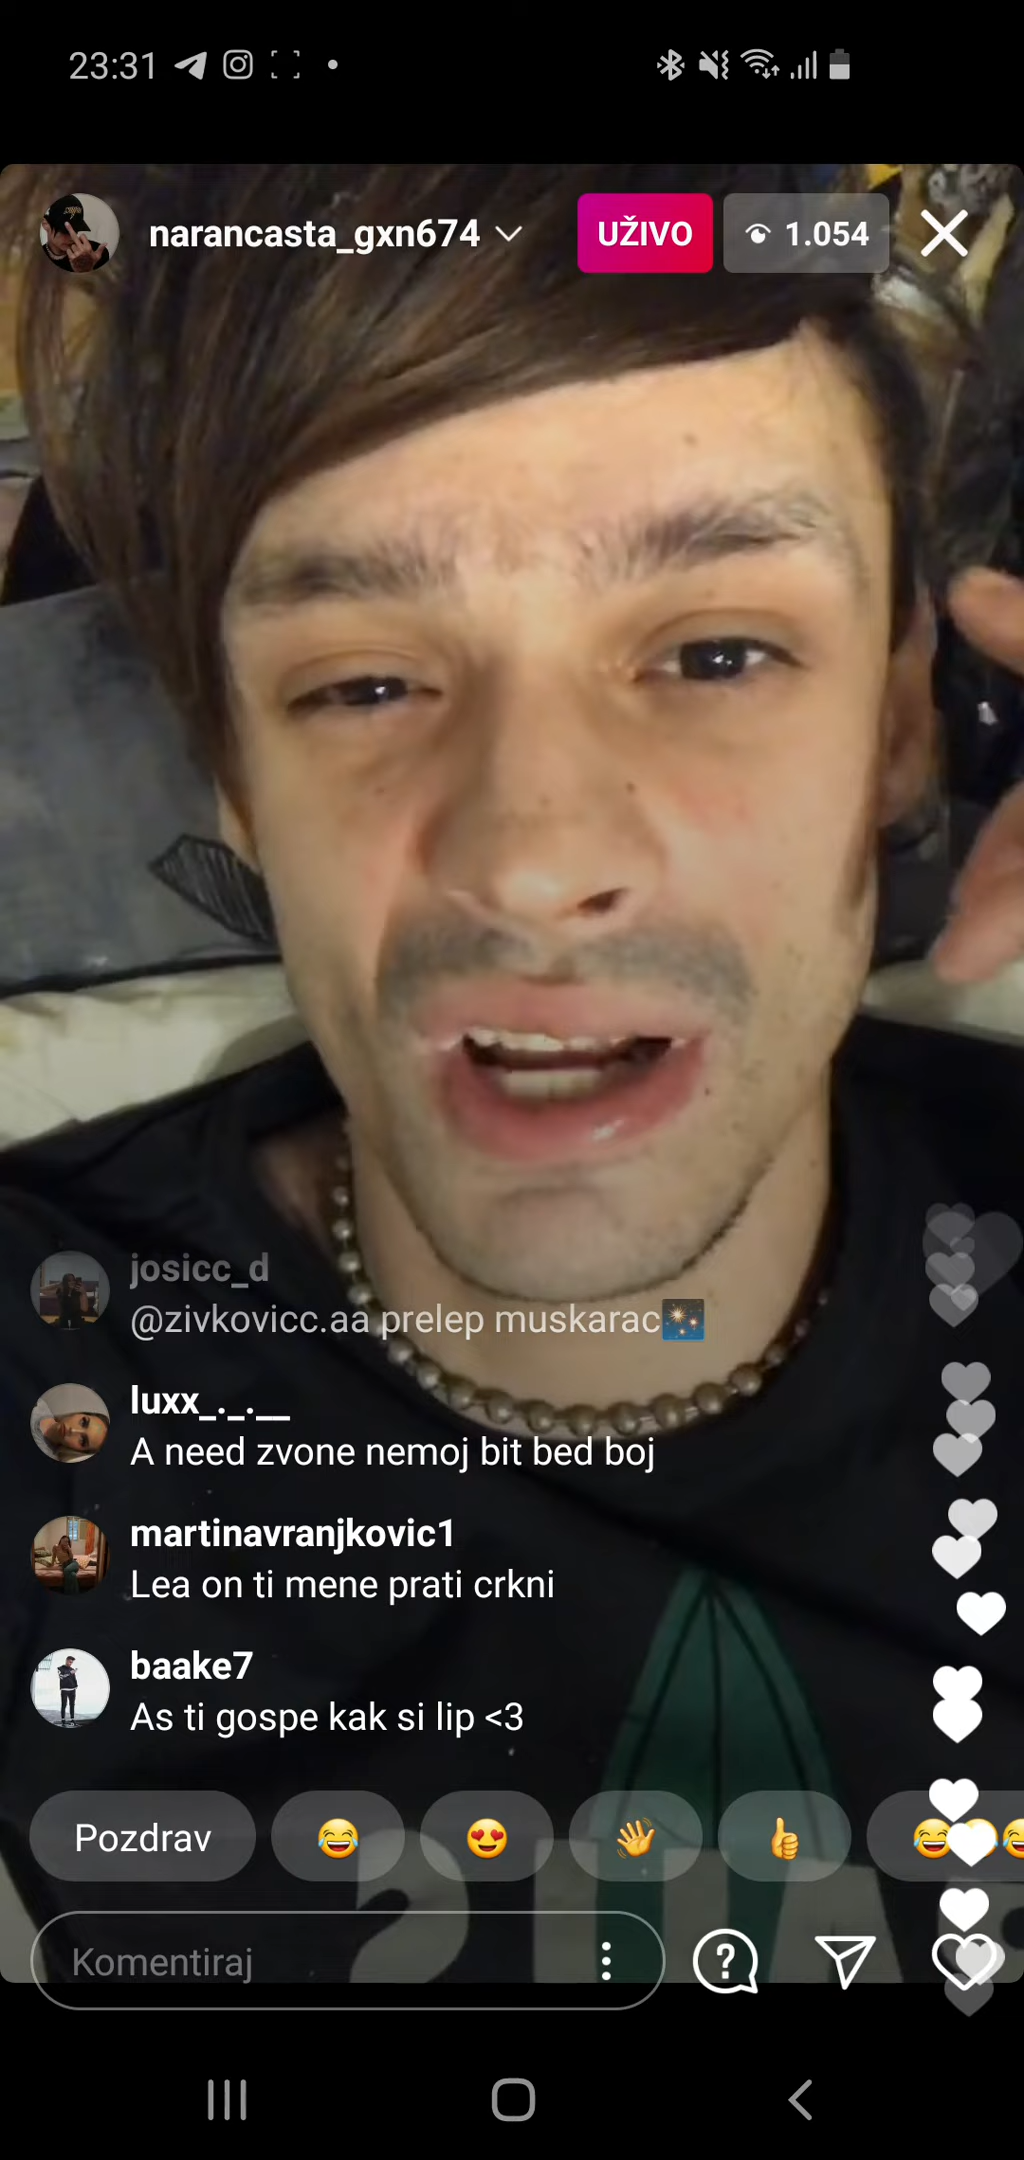 23:31
narancasta_gxn674
UŽIVO
1.054
josicc_d
@zivkovicc.aa prelep muskarac🎇
luxx_._.__
A need zvone nemoj bit bed boj
martinavranjkovic1
Lea on ti mene prati crkni
baake7
As ti gospe kak si lip <3
Pozdrav
Komentiraj